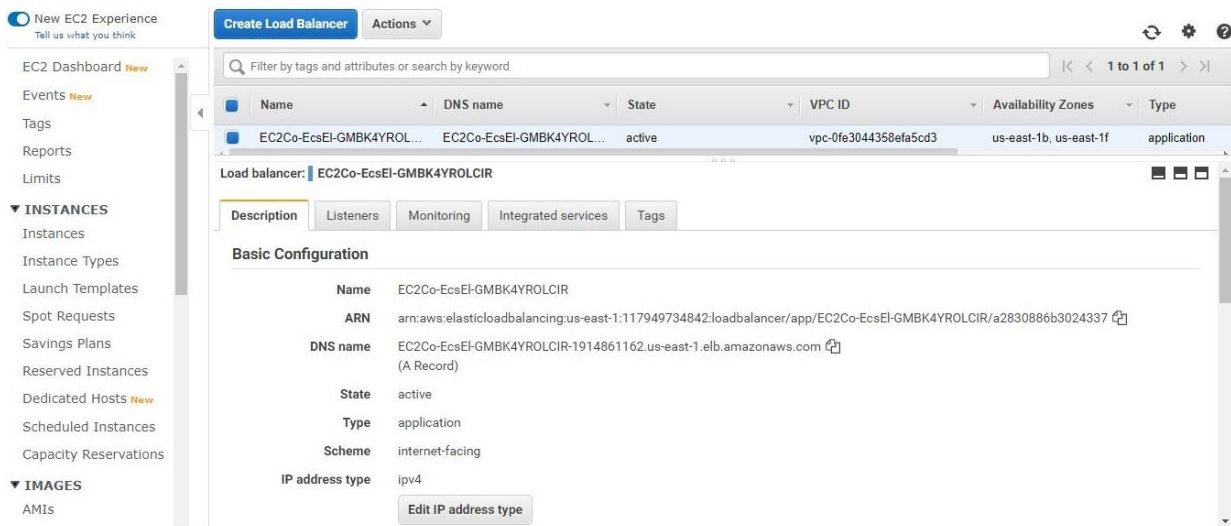 New EC2 Experience
Tell us what you think
EC2 Dashboard New
Events New
Tags
Reports
Limits
INSTANCES
Instances
Instance Types
Launch Templates
Spot Requests
Savings Plans
Reserved Instances
Dedicated Hosts New
Scheduled Instances
Capacity Reservations
IMAGES
AMIs
Create Load Balancer Actions
Filter by tags and attributes or search by keyword 1 to 1 of 1
Name DNS name State VPC ID Availability Zones Type
EC2Co-EcsEl-GMBK4YROL... EC2Co-EcsEl-GMBK4YROL... active vpc-0fe3044358efa5cd3 us-east-1b, us-east-1f application
Load balancer: EC2Co-EcsEl-GMBK4YROLCIR
Description Listeners Monitoring Integrated services Tags
Basic Configuration
Name EC2Co-EcsEl-GMBK4YROLCIR
ARN arn:aws:elasticloadbalancing:us-east-1:117949734842:loadbalancer/app/EC2Co-EcsEl-GMBK4YROLCIR/a2830886b3024337
DNS name EC2Co-EcsEl-GMBK4YROLCIR-1914861162.us-east-1.elb.amazonaws.com
(A Record)
State active
Type application
Scheme internet-facing
IP address type ipv4
Edit IP address type